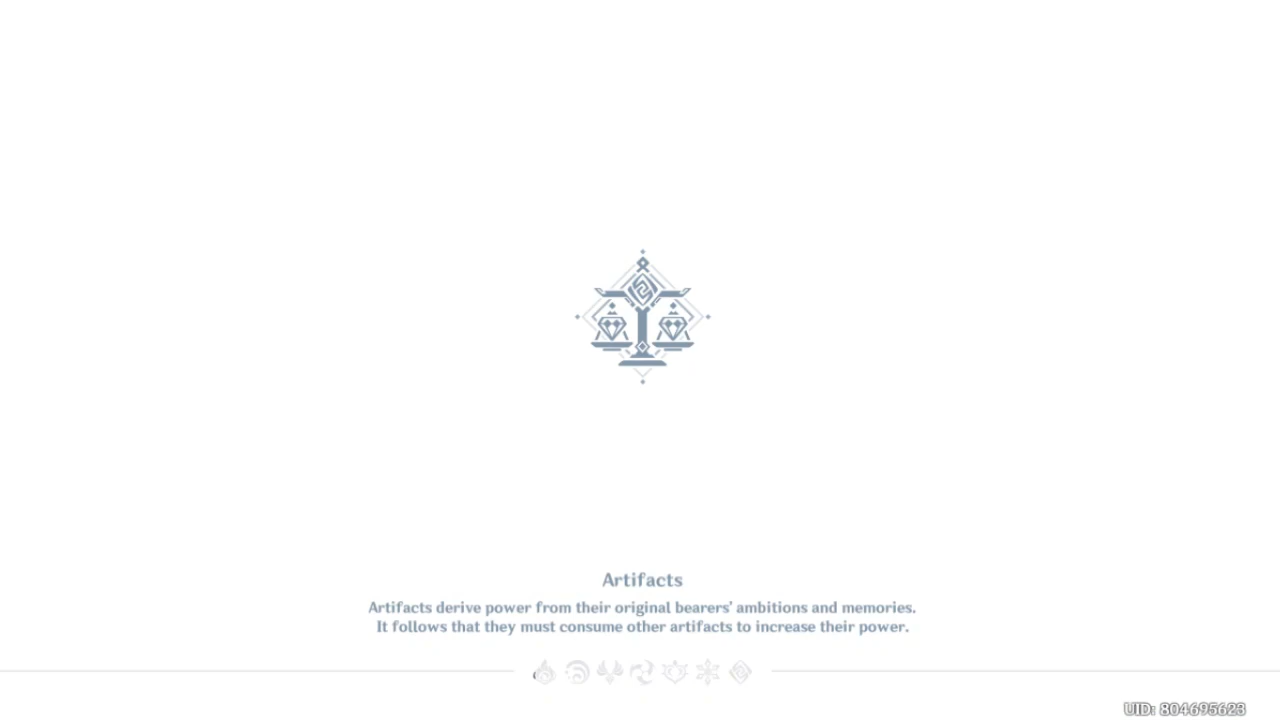 Artifacts
Artifacts derive power from their original bearers’ ambitions and memories.
It follows that they must consume other artifacts to increase their power.
UID: 804695623